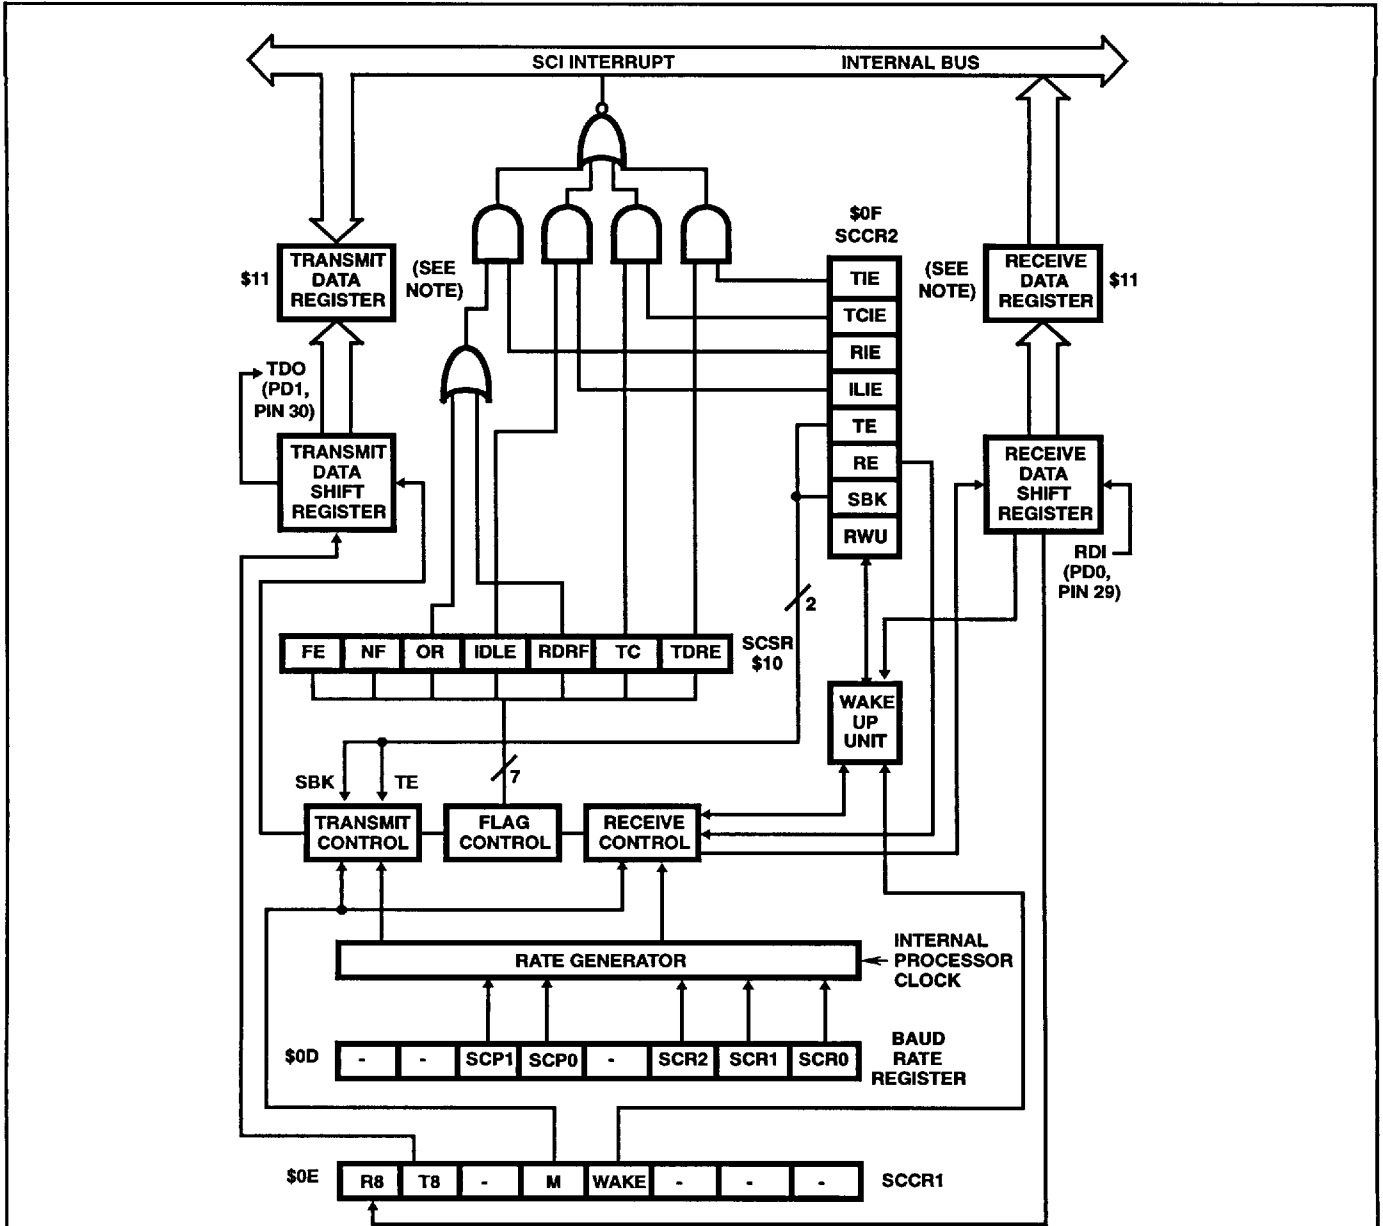 SCI INTERRUPT
INTERNAL BUS
$0F
SCCR2
$11
TRANSMIT
DATA
REGISTER
(SEE
NOTE)
TIE
TCIE
RIE
ILIE
TE
RE
SBK
RWU
(SEE
NOTE)
RECEIVE
DATA
REGISTER
$11
TDO
(PD1,
PIN 30)
TRANSMIT
DATA
SHIFT
REGISTER
RECEIVE
DATA
SHIFT
REGISTER
RDI
(PD0,
PIN 29)
2
FE NF OR IDLE RDRF TC TDRE
SCSR
$10
WAKE
UP
UNIT
7
SBK
TE
TRANSMIT
CONTROL
FLAG
CONTROL
RECEIVE
CONTROL
RATE GENERATOR
INTERNAL
PROCESSOR
CLOCK
$0D
- - SCP1 SCP0 - SCR2 SCR1 SCR0
BAUD
RATE
REGISTER
$0E
R8 T8 - M WAKE - - -
SCCR1